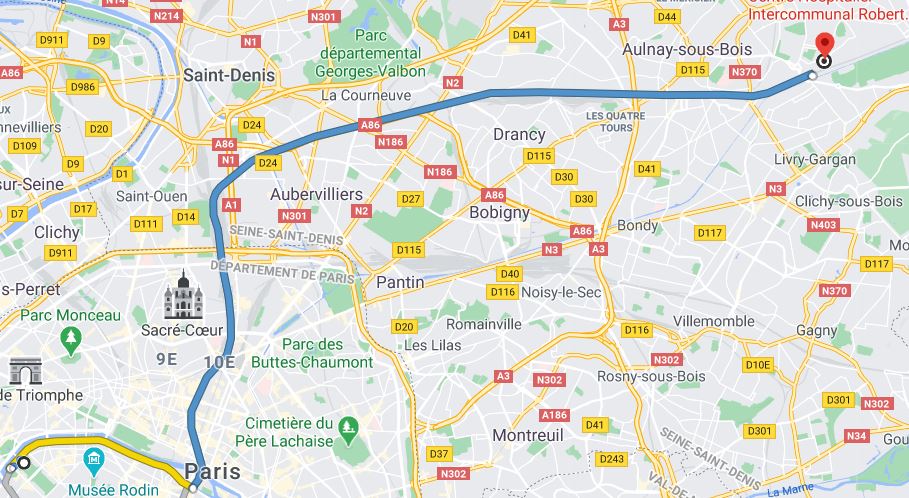 N14
N214
N301
A3
D44
Centre Hospitalier
Intercommunal Robert.
D911
D9
N1
Parc
départemental
Georges-Valbon
D41
Aulnay-sous-Bois
A86
Saint-Denis
D986
N2
D115
N370
La Courneuve
nnevilliers
D20
D24
A86
A86
N186
LES QUATRE
TOURS
D109
D9
N1
D24
Drancy
D115
Livry-Gargan
sur-Seine
D1
N186
D30
D41
N3
Saint-Ouen
Aubervilliers
A86
D30
Clichy-sous-Bois
D7
D17
D111
D14
A1
N301
N2
D27
Bobigny
Bondy
N403
Clichy
SEINE-SAINT-DENIS
A86
D117
D911
D115
N3
A3
D117
s-Perret
DÉPARTEMENT DE PARIS
Pantin
D40
D116
Noisy-le-Sec
N370
Parc Monceau
Sacré-Cœur
D20
Romainville
D116
Villemomble
Gagny
9E
10E
Parc des
Buttes-Chaumont
Les Lilas
N302
D10E
de Triomphe
A3
N302
Rosny-sous-Bois
D301
N302
Cimetière du
Père Lachaise
A186
D41
D301
N34
Montreuil
SEINE-SAINT-DENIS
D37
D243
Paris
N302
VAL-DE-
Musée Rodin
La Marne